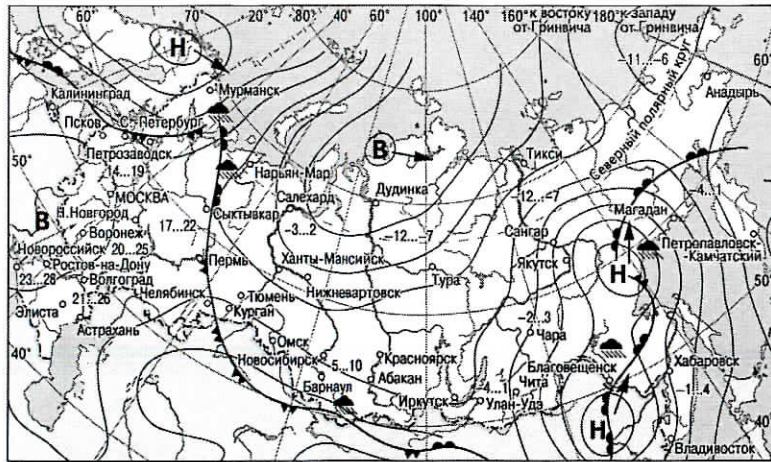 60° 70° 20° 40° 60° 100° 140° 160° к востоку 180° к западу
от Гринвича от Гринвича
Н
−11...−6
60°
Мурманск
Северный полярный круг
Анадырь
Калининград
Псков С.-Петербург
В
Тикси
50°
Петрозаводск
14...19
Нарьян-Мар
Дудинка
−12...−7
−4...1
МОСКВА
Салехард
Магадан
В
Н.Новгород
17...22
Сыктывкар
−3...2
−12...−7
Сангар
Воронеж
Петропавловск-
Камчатский
Новороссийск 20...25
Ханты-Мансийск
Якутск
Н
Ростов-на-Дону
Пермь
Тура
23...28
Волгоград
Челябинск
Нижневартовск
50°
21...26
Тюмень
−2...3
Элиста
Курган
Чара
Астрахань
Омск
Новосибирск
5...10
Красноярск
Благовещенск
Хабаровск
40°
Абакан
Чита
Барнаул
Иркутск
−4...1
Улан-Удэ
−1...4
Н
40°
Владивосток